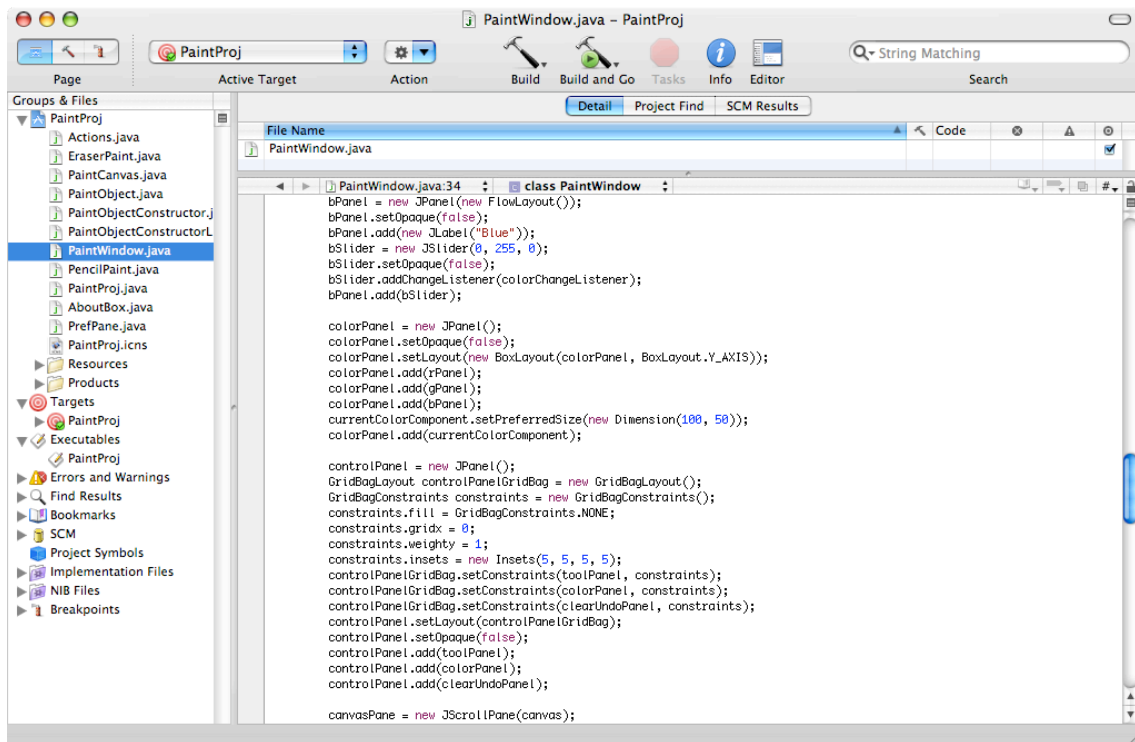 PaintWindow.java – PaintProj
PaintProj
String Matching
Page
Active Target
Action
Build
Build and Go
Tasks
Info
Editor
Search
Groups & Files
PaintProj
Actions.java
EraserPaint.java
PaintCanvas.java
PaintObject.java
PaintObjectConstructor.j
PaintObjectConstructorL
PaintWindow.java
PencilPaint.java
PaintProj.java
AboutBox.java
PrefPane.java
PaintProj.icns
Resources
Products
Targets
PaintProj
Executables
PaintProj
Errors and Warnings
Find Results
Bookmarks
SCM
Project Symbols
Implementation Files
NIB Files
Breakpoints
Detail Project Find SCM Results
File Name Code
PaintWindow.java
PaintWindow.java:34 class PaintWindow #
bPanel = new JPanel(new FlowLayout());
bPanel.setOpaque(false);
bPanel.add(new JLabel("Blue"));
bSlider = new JSlider(0, 255, 0);
bSlider.setOpaque(false);
bSlider.addChangeListener(colorChangeListener);
bPanel.add(bSlider);
colorPanel = new JPanel();
colorPanel.setOpaque(false);
colorPanel.setLayout(new BoxLayout(colorPanel, BoxLayout.Y_AXIS));
colorPanel.add(rPanel);
colorPanel.add(gPanel);
colorPanel.add(bPanel);
currentColorComponent.setPreferredSize(new Dimension(100, 50));
colorPanel.add(currentColorComponent);
controlPanel = new JPanel();
GridBagLayout controlPanelGridBag = new GridBagLayout();
GridBagConstraints constraints = new GridBagConstraints();
constraints.fill = GridBagConstraints.NONE;
constraints.gridx = 0;
constraints.weighty = 1;
constraints.insets = new Insets(5, 5, 5, 5);
controlPanelGridBag.setConstraints(toolPanel, constraints);
controlPanelGridBag.setConstraints(colorPanel, constraints);
controlPanelGridBag.setConstraints(clearUndoPanel, constraints);
controlPanel.setLayout(controlPanelGridBag);
controlPanel.setOpaque(false);
controlPanel.add(toolPanel);
controlPanel.add(colorPanel);
controlPanel.add(clearUndoPanel);
canvasPane = new JScrollPane(canvas);